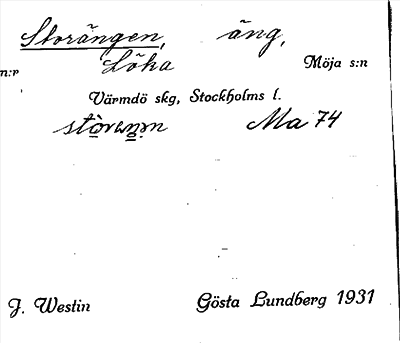 Storängen, äng,
n:r Löka Möja s:n
Värmdö skg, Stockholms l.
Ma 74
J. Westin Gösta Lundberg 1931